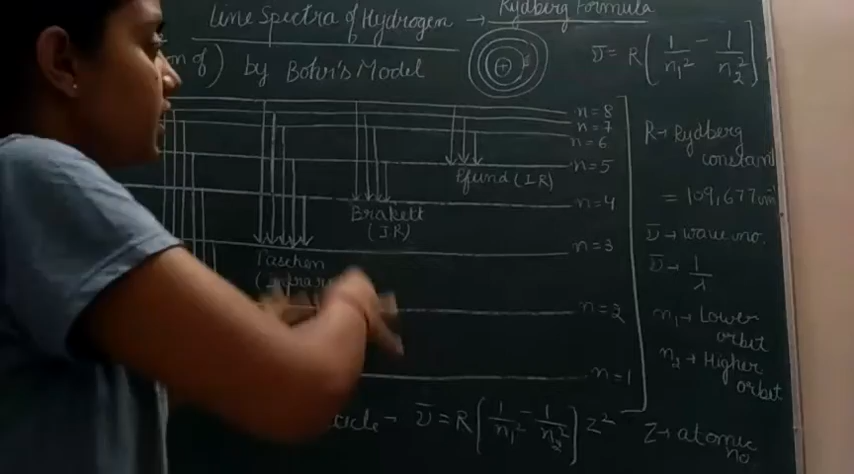 Line Spectra of Hydrogen → Rydberg Formula
on of) by Bohr's Model
ν̅ = R(1/n₁² - 1/n₂²)
n=8
n=7
n=6
n=5
n=4
n=3
n=2
n=1
Pfund (IR)
Brakett
(IR)
Paschen
R → Rydberg
constant
= 109,677 cm⁻¹
ν̅ → wave no.
ν̅ → 1/λ
n₁ → Lower
orbit
n₂ → Higher
orbit
ν̅ = R(1/n₁² - 1/n₂²) Z²
Z → atomic
no